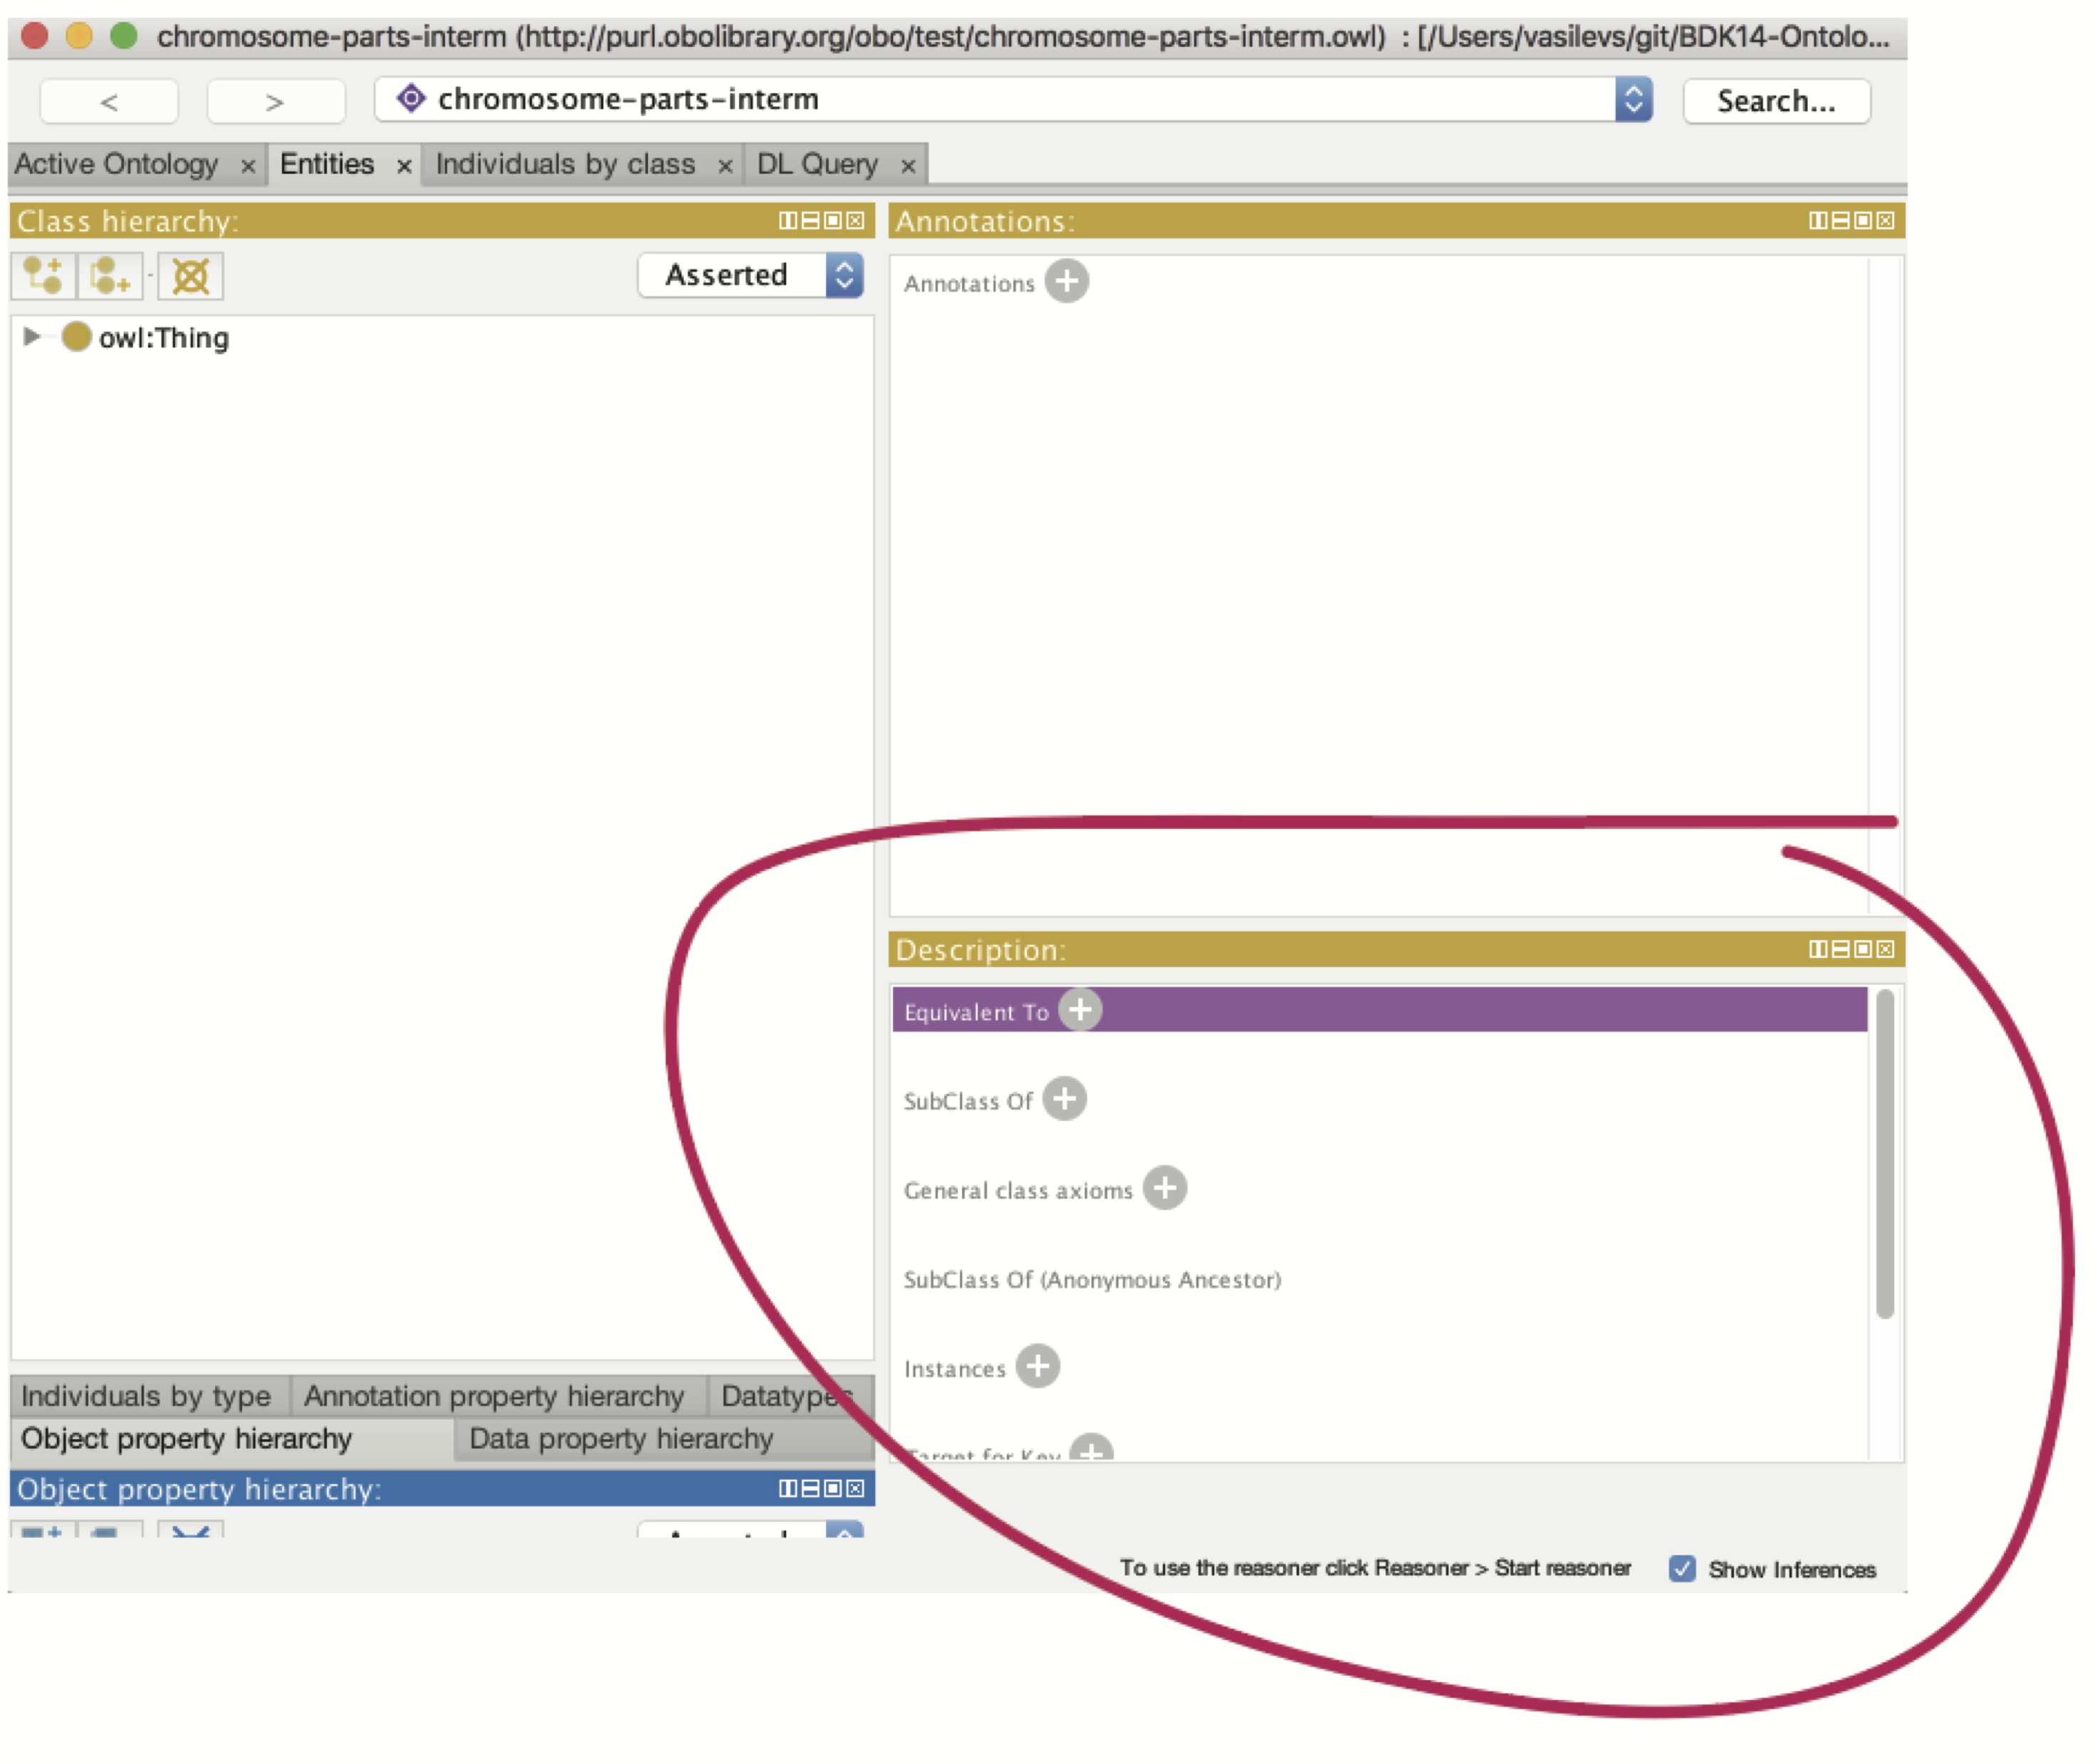 chromosome-parts-interm (http://purl.obolibrary.org/obo/test/chromosome-parts-interm.owl) : [/Users/vasilevs/git/BDK14-Ontolo...
< > chromosome-parts-interm Search...
Active Ontology × Entities × Individuals by class × DL Query ×
Class hierarchy:
Asserted
owl:Thing
Annotations:
Annotations
Description:
Equivalent To
SubClass Of
General class axioms
SubClass Of (Anonymous Ancestor)
Instances
Target for Key
Individuals by type Annotation property hierarchy Datatypes
Object property hierarchy Data property hierarchy
Object property hierarchy:
To use the reasoner click Reasoner > Start reasoner Show Inferences